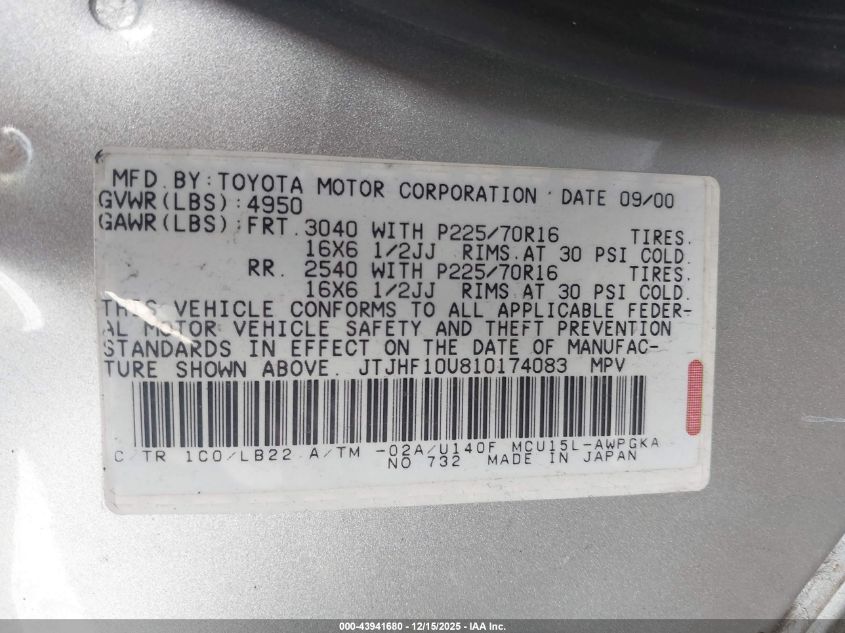 MFD. BY: TOYOTA MOTOR CORPORATION DATE 09/00
GVWR(LBS): 4950
GAWR(LBS): FRT. 3040 WITH P225/70R16 TIRES.
16X6 1/2JJ RIMS. AT 30 PSI COLD.
RR. 2540 WITH P225/70R16 TIRES.
16X6 1/2JJ RIMS. AT 30 PSI COLD.
THIS VEHICLE CONFORMS TO ALL APPLICABLE FEDER-
AL MOTOR VEHICLE SAFETY AND THEFT PREVENTION
STANDARDS IN EFFECT ON THE DATE OF MANUFAC-
TURE SHOWN ABOVE. JTJHF10U810174083 MPV
C/TR 1C0/LB22 A/TM -02A/U140F MCU15L-AWPGKA
NO 732 MADE IN JAPAN
000-43941680 - 12/15/2025 - IAA Inc.